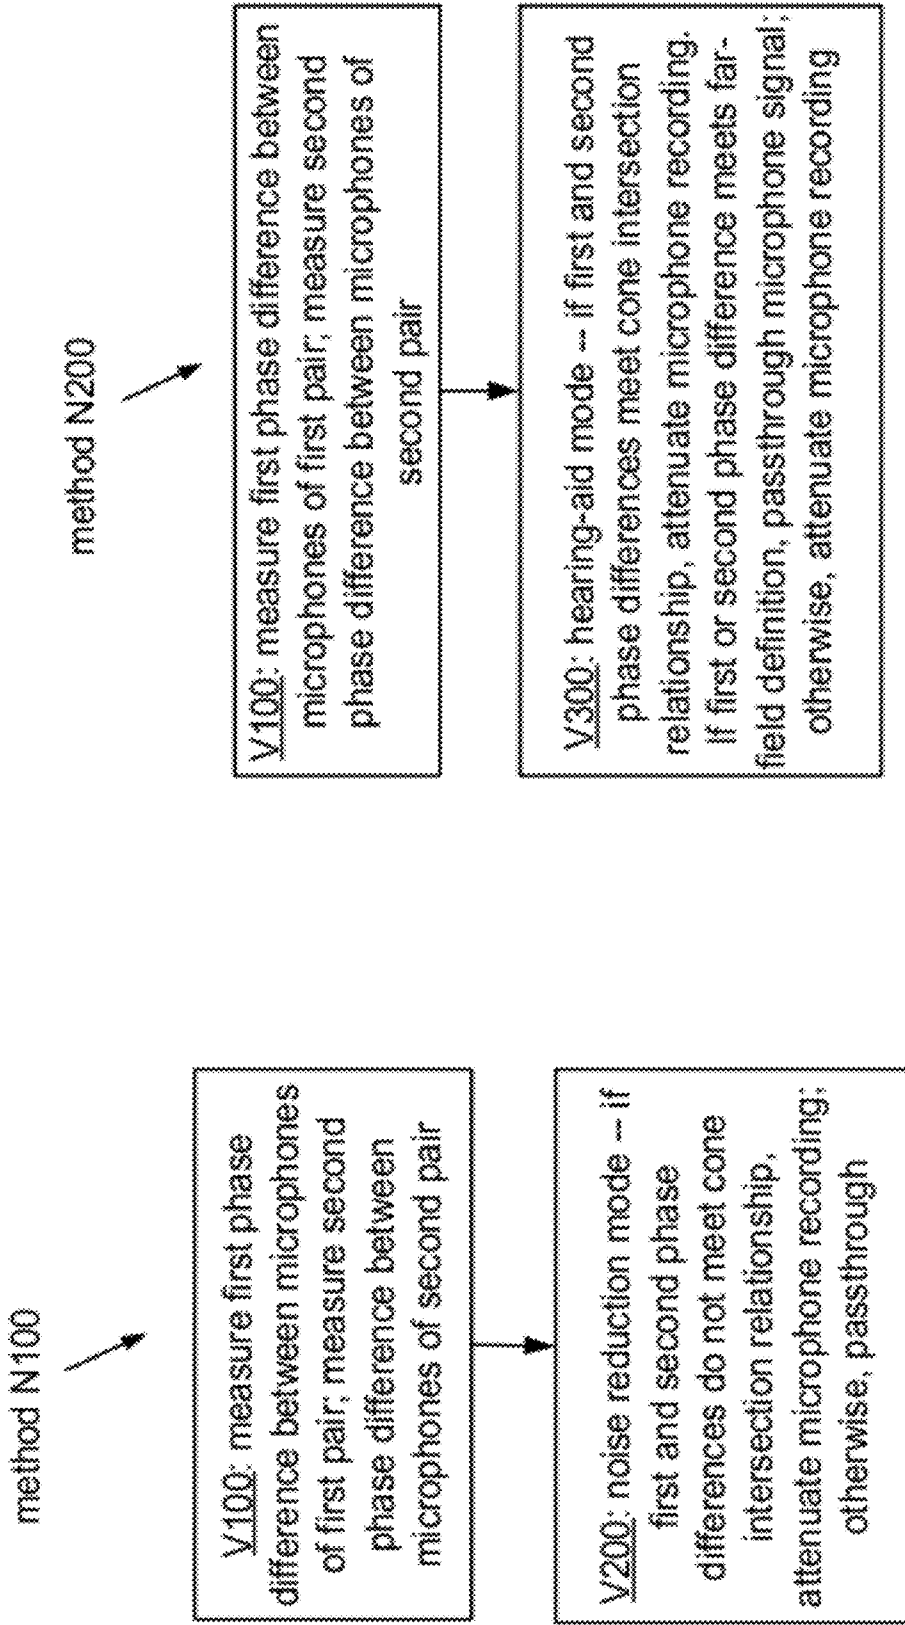 method N100
V100: measure first phase
difference between microphones
of first pair; measure second
phase difference between
microphones of second pair
V200: noise reduction mode -- if
first and second phase
differences do not meet cone
intersection relationship,
attenuate microphone recording;
otherwise, passthrough
method N200
V100: measure first phase difference between
microphones of first pair; measure second
phase difference between microphones of
second pair
V300: hearing-aid mode -- if first and second
phase differences meet cone intersection
relationship, attenuate microphone recording.
If first or second phase difference meets far-
field definition, passthrough microphone signal;
otherwise, attenuate microphone recording